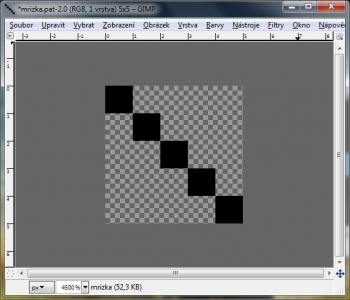 *mrizka.pat-2.0 (RGB, 1 vrstva) 5x5 – GIMP
Soubor Upravit Vybrat Zobrazení Obrázek Vrstva Barvy Nástroje Filtry Okno Nápověd
px 4500 % mrizka (52,3 KB)